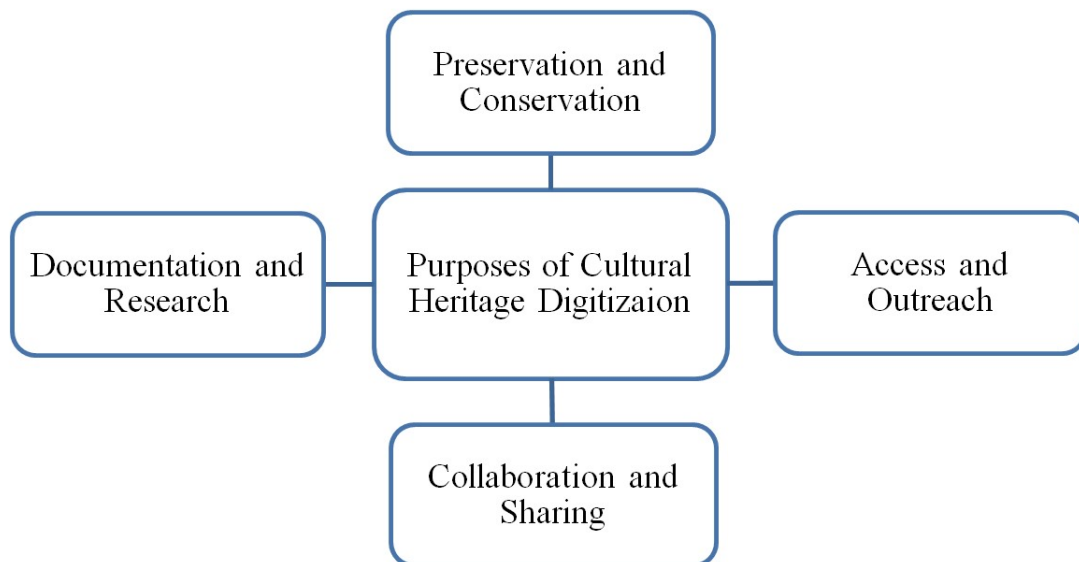 Preservation and
Conservation
Documentation and
Research
Purposes of Cultural
Heritage Digitizaion
Access and
Outreach
Collaboration and
Sharing